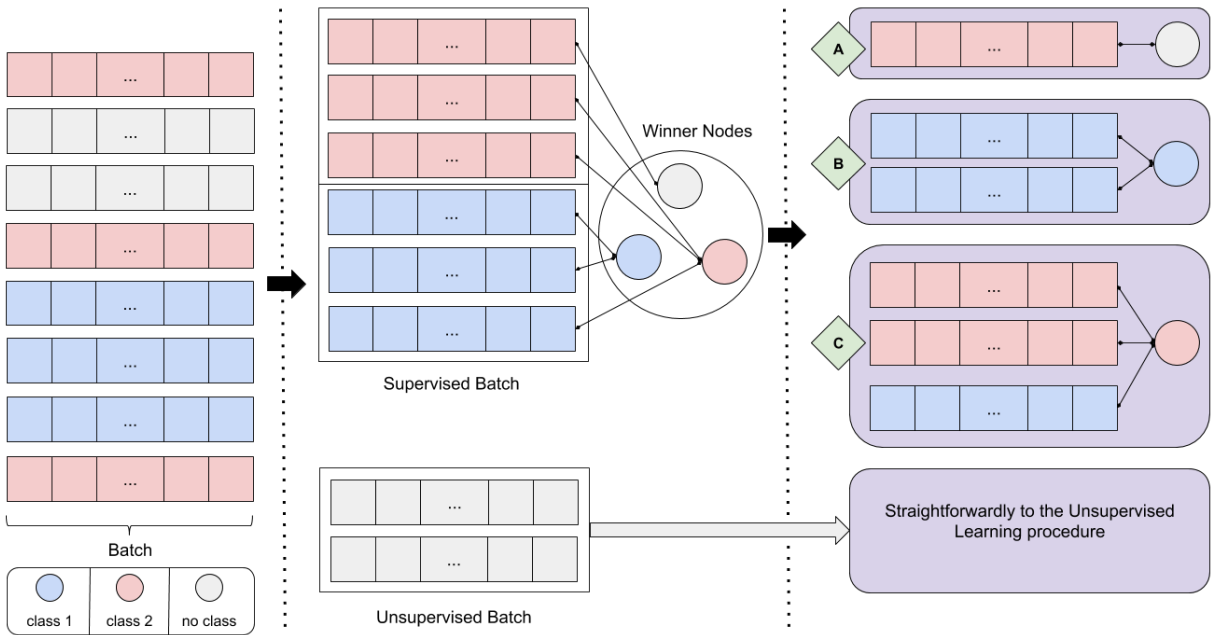 ...
...
...
...
...
...
...
...
Batch
class 1
class 2
no class
...
...
...
...
...
...
Supervised Batch
Winner Nodes
...
...
Unsupervised Batch
A
...
B
...
...
C
...
...
...
Straightforwardly to the Unsupervised
Learning procedure